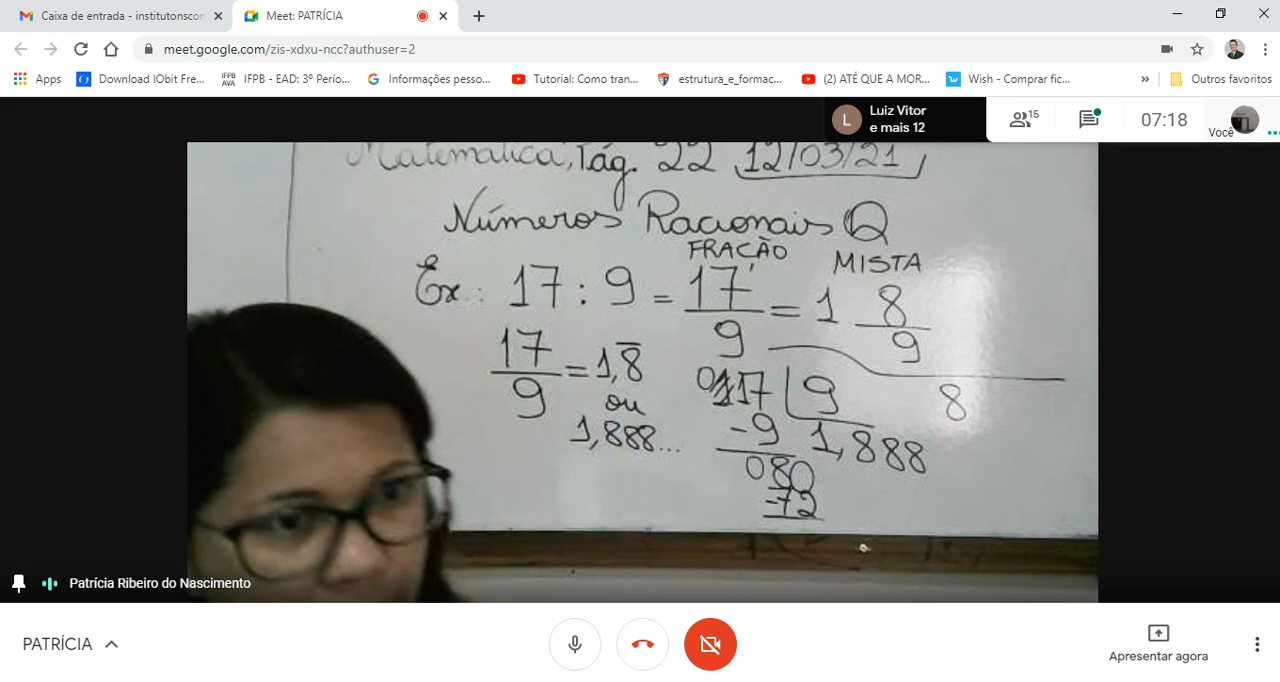 Caixa de entrada - institutonscor
Meet: PATRÍCIA
meet.google.com/zis-xdxu-ncc?authuser=2
Apps
Download IObit Fre...
IFPB AVA
IFPB - EAD: 3º Perío...
Informações pesso...
Tutorial: Como tran...
estrutura_e_formac...
(2) ATÉ QUE A MOR...
Wish - Comprar fic...
»
Outros favoritos
L
Luiz Vitor
e mais 12
15
07:18
Você
Matemática, Pág. 22 12/03/21
Números Racionais Q
FRAÇÃO MISTA
Ex.: 17 : 9 = 17/9 = 1 8/9
17/9 = 1,8̅
ou
1,888...
17 9
-9 1,888
080
-72
8
Patrícia Ribeiro do Nascimento
PATRÍCIA
Apresentar agora